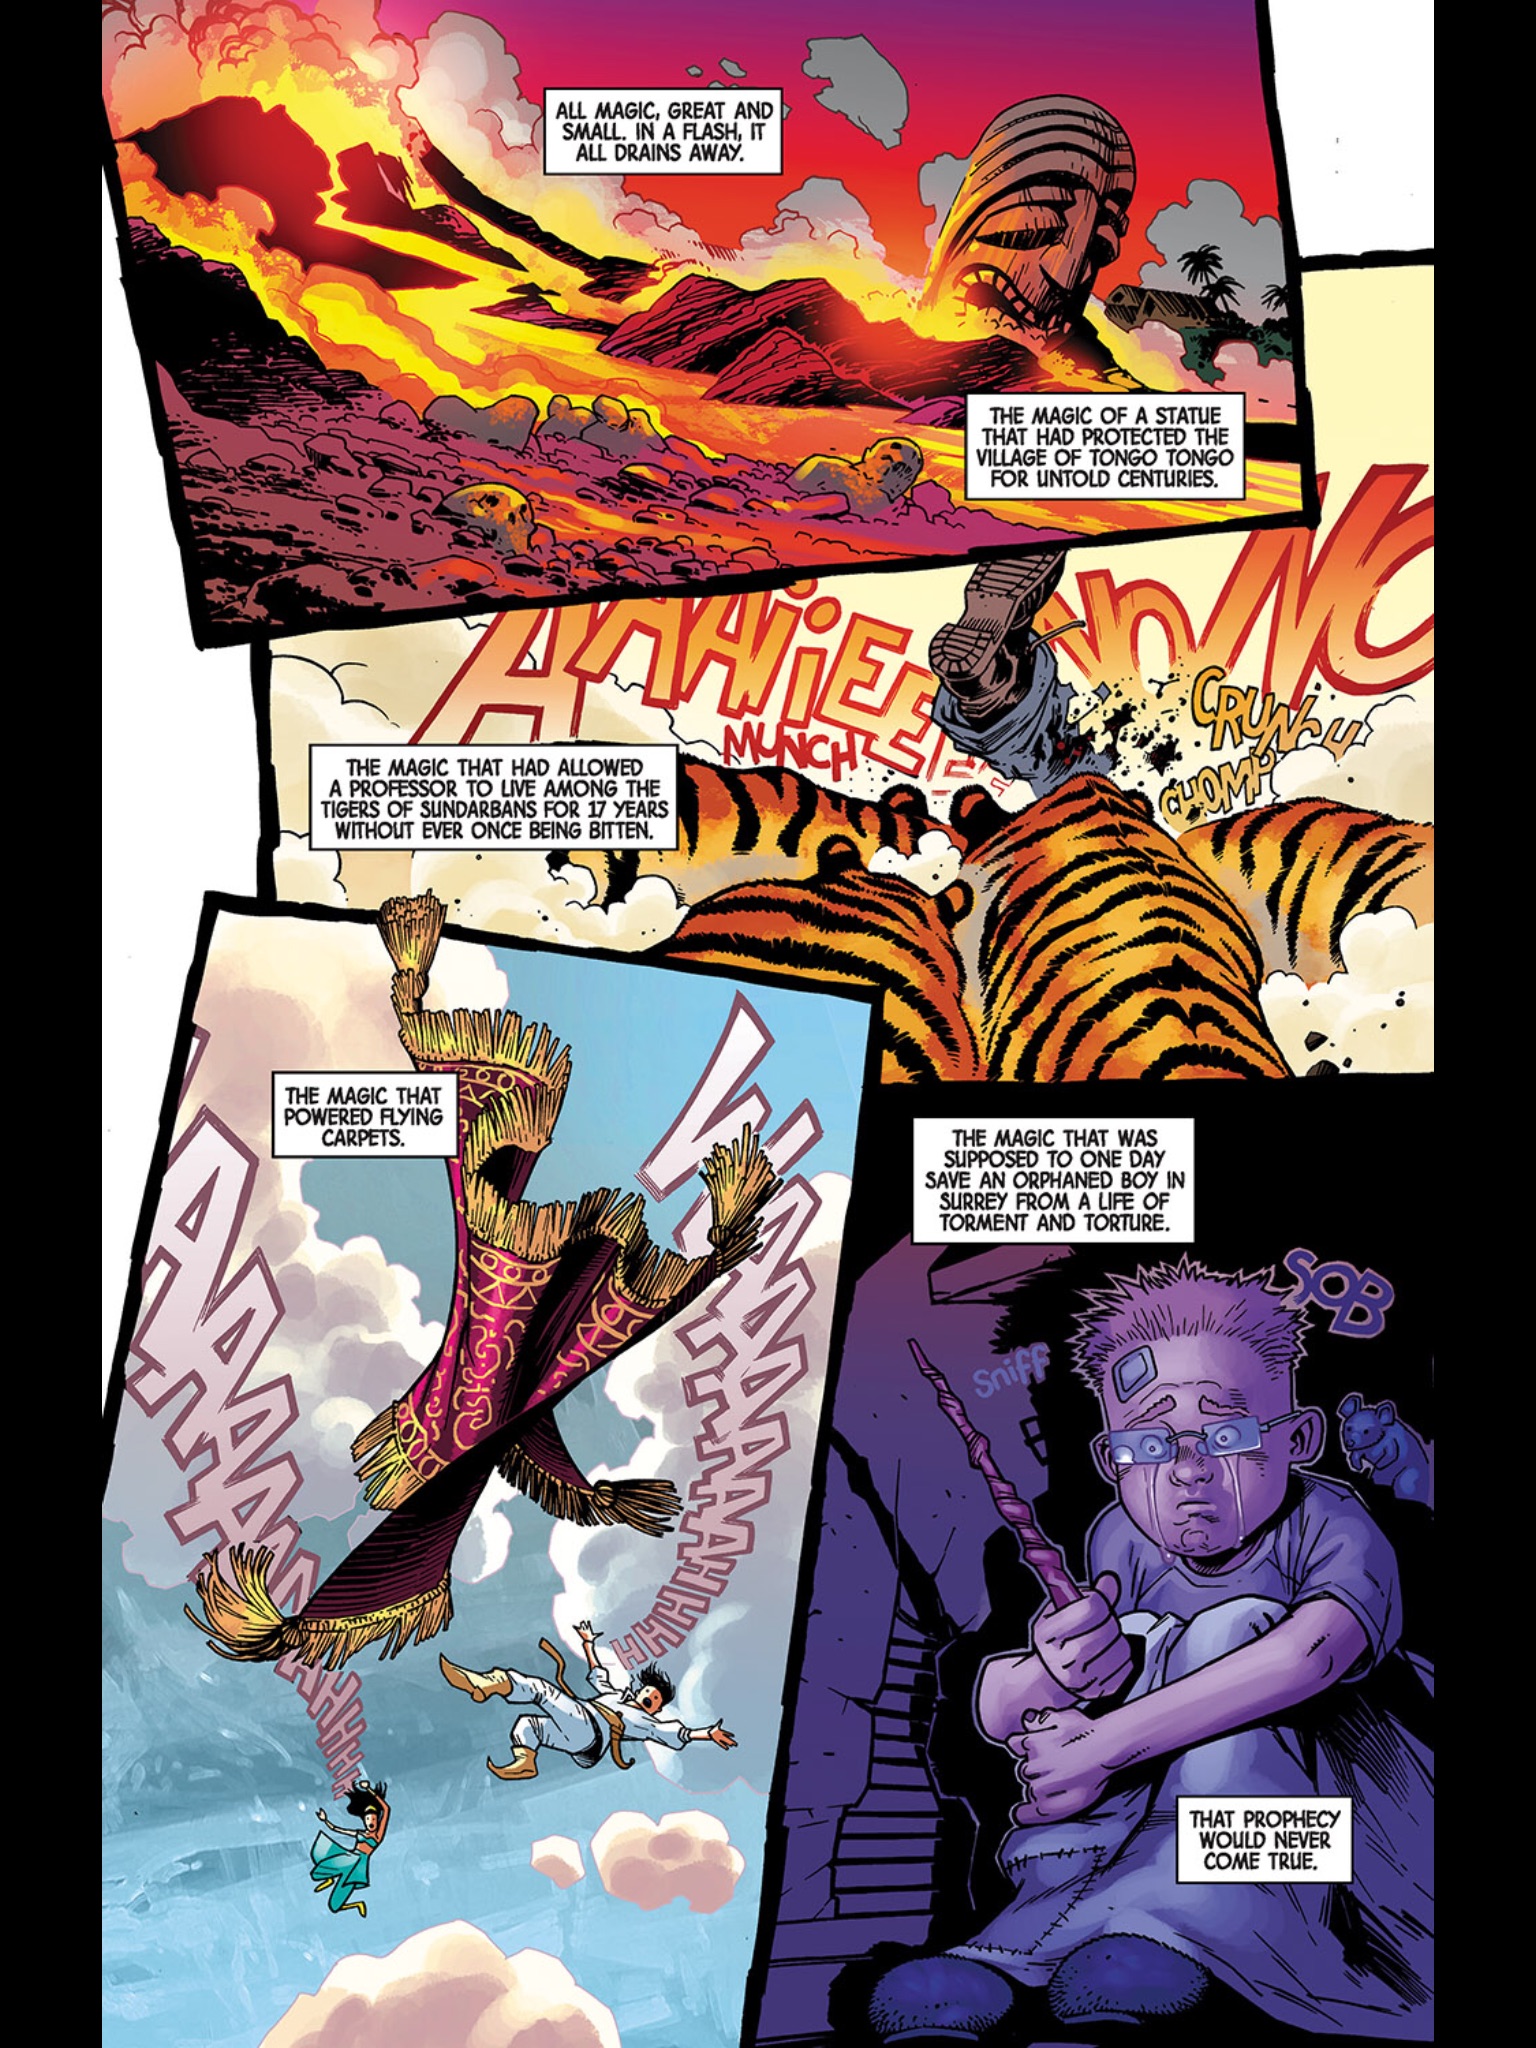 ALL MAGIC, GREAT AND
SMALL. IN A FLASH, IT
ALL DRAINS AWAY.
THE MAGIC OF A STATUE
THAT HAD PROTECTED THE
VILLAGE OF TONGO TONGO
FOR UNTOLD CENTURIES.
AAAAIIEEE
NONONO
MUNCH
CRUNCH
CHOMP
THE MAGIC THAT HAD ALLOWED
A PROFESSOR TO LIVE AMONG THE
TIGERS OF SUNDARBANS FOR 17 YEARS
WITHOUT EVER ONCE BEING BITTEN.
THE MAGIC THAT
POWERED FLYING
CARPETS.
THE MAGIC THAT WAS
SUPPOSED TO ONE DAY
SAVE AN ORPHANED BOY IN
SURREY FROM A LIFE OF
TORMENT AND TORTURE.
SOB
SNIFF
THAT PROPHECY
WOULD NEVER
COME TRUE.